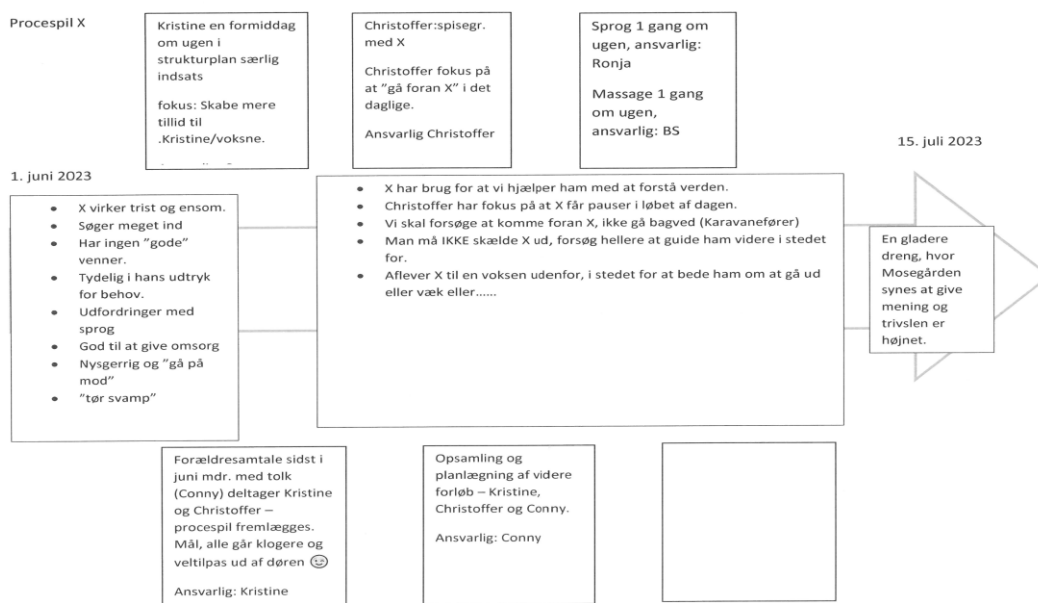 Procespil X
Kristine en formiddag
om ugen i
strukturplan særlig
indsats
fokus: Skabe mere
tillid til
.Kristine/voksne.
Christoffer:spisegr.
med X
Christoffer fokus på
at ”gå foran X” i det
daglige.
Ansvarlig Christoffer
Sprog 1 gang om
ugen, ansvarlig:
Ronja
Massage 1 gang
om ugen,
ansvarlig: BS
15. juli 2023
1. juni 2023
• X virker trist og ensom.
• Søger meget ind
• Har ingen ”gode”
venner.
• Tydelig i hans udtryk
for behov.
• Udfordringer med
sprog
• God til at give omsorg
• Nysgerrig og ”gå på
mod”
• ”tør svamp”
• X har brug for at vi hjælper ham med at forstå verden.
• Christoffer har fokus på at X får pauser i løbet af dagen.
• Vi skal forsøge at komme foran X, ikke gå bagved (Karavanefører)
• Man må IKKE skælde X ud, forsøg hellere at guide ham videre i stedet
for.
• Aflever X til en voksen udenfor, i stedet for at bede ham om at gå ud
eller væk eller......
En gladere
dreng, hvor
Mosegården
synes at give
mening og
trivslen er
højnet.
Forældresamtale sidst i
juni mdr. med tolk
(Conny) deltager Kristine
og Christoffer –
procespil fremlægges.
Mål, alle går klogere og
veltilpas ud af døren 😊
Ansvarlig: Kristine
Opsamling og
planlægning af videre
forløb – Kristine,
Christoffer og Conny.
Ansvarlig: Conny